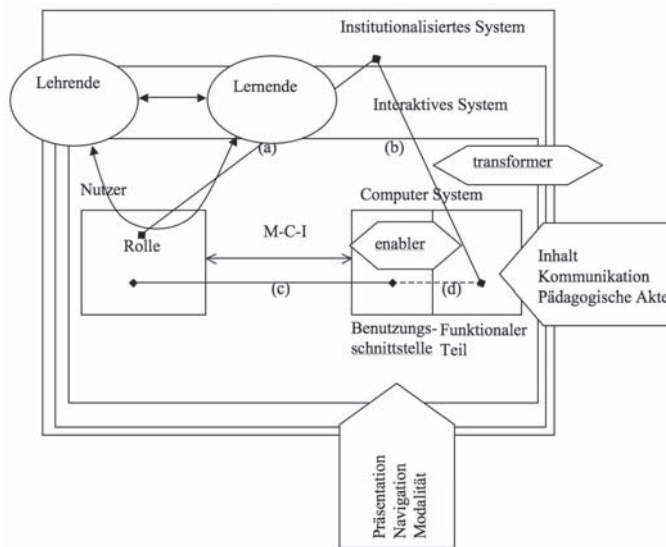 Institutionalisiertes System
Lehrende
Lernende
Interaktives System
(a)
(b)
transformer
Nutzer
Computer System
Rolle
M-C-I
enabler
Inhalt
Kommunikation
Pädagogische Akte
(c)
(d)
Benutzungs-
schnittstelle
Funktionaler
Teil
Präsentation
Navigation
Modalität